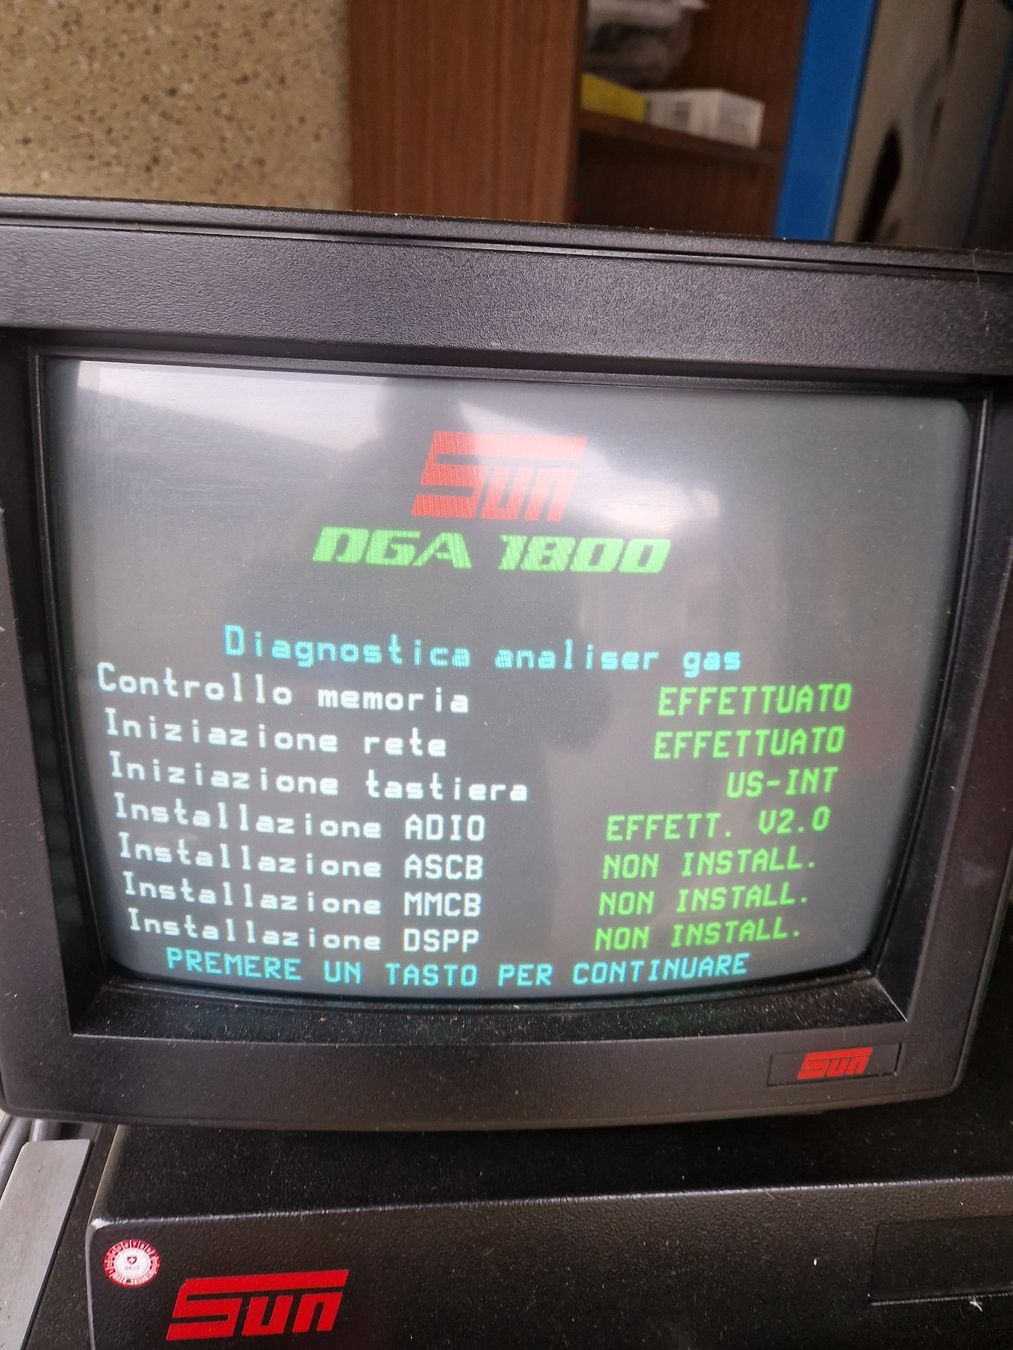 Sun
DGA 1800
Diagnostica analiser gas
Controllo memoria EFFETTUATO
Iniziazione rete EFFETTUATO
Iniziazione tastiera US-INT
Installazione ADIO EFFETT. V2.0
Installazione ASCB NON INSTALL.
Installazione MMCB NON INSTALL.
Installazione DSPP NON INSTALL.
PREMERE UN TASTO PER CONTINUARE
Sun
Sun